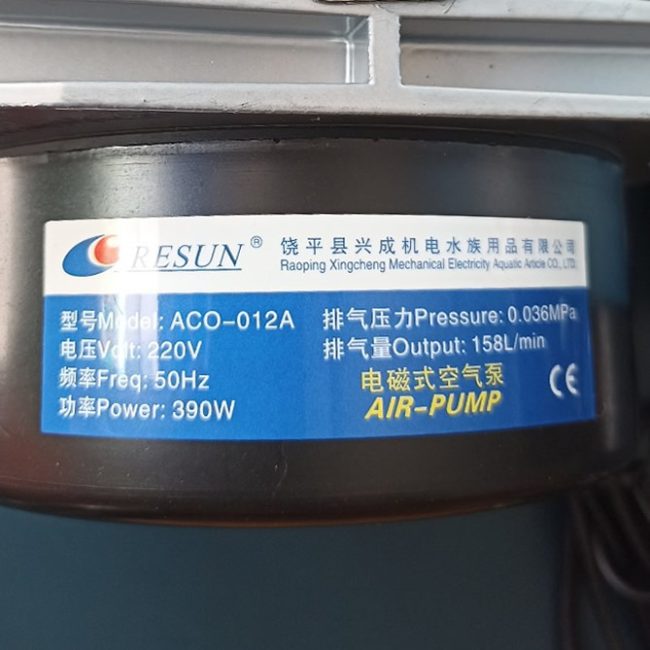 RESUN® 饶平县兴成机电水族用品有限公司
Raoping Xingcheng Mechanical Electricity Aquatic Article CO., LTD.
型号Model: ACO-012A 排气压力Pressure: 0.036MPa
电压Volt: 220V 排气量Output: 158L/min
频率Freq: 50Hz 电磁式空气泵 CE
功率Power: 390W AIR-PUMP